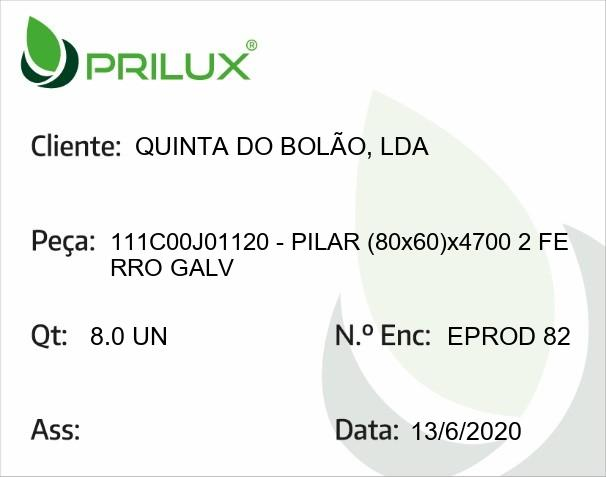 PRILUX®
Cliente: QUINTA DO BOLÃO, LDA
Peça: 111C00J01120 - PILAR (80x60)x4700 2 FE
RRO GALV
Qt: 8.0 UN N.º Enc: EPROD 82
Ass: Data: 13/6/2020